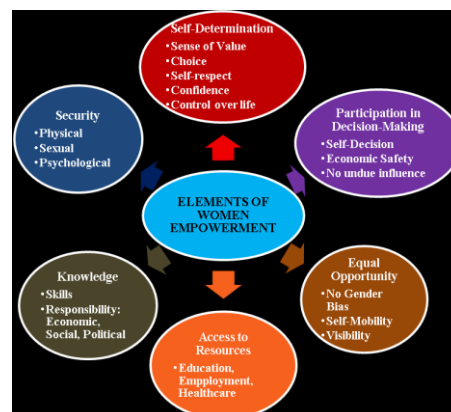 Self-Determination
•Sense of Value
•Choice
•Self-respect
•Confidence
•Control over life
Security
•Physical
•Sexual
•Psychological
Participation in
Decision-Making
•Self-Decision
•Economic Safety
•No undue influence
ELEMENTS OF
WOMEN
EMPOWERMENT
Knowledge
•Skills
•Responsibility:
Economic,
Social, Political
Equal
Opportunity
•No Gender
Bias
•Self-Mobility
•Visibility
Access to
Resources
•Education,
Empployment,
Healthcare